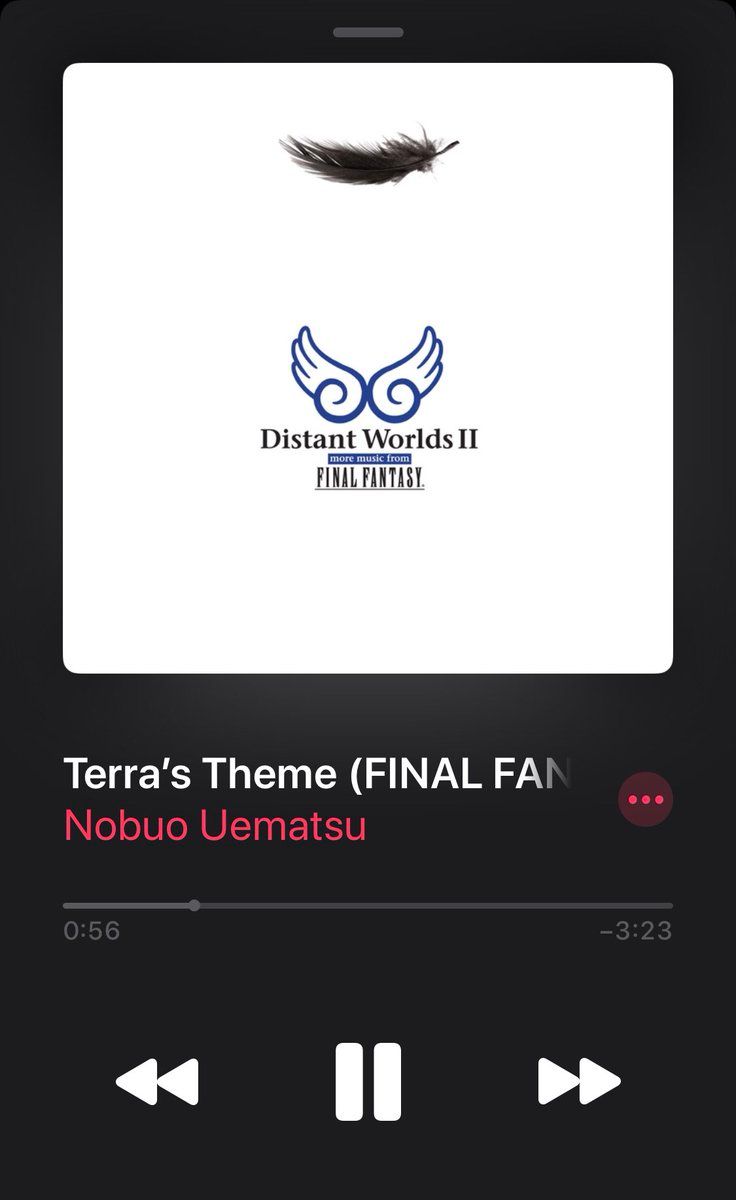 Distant Worlds II
more music from
FINAL FANTASY
Terra’s Theme (FINAL FAN
Nobuo Uematsu
0:56
−3:23